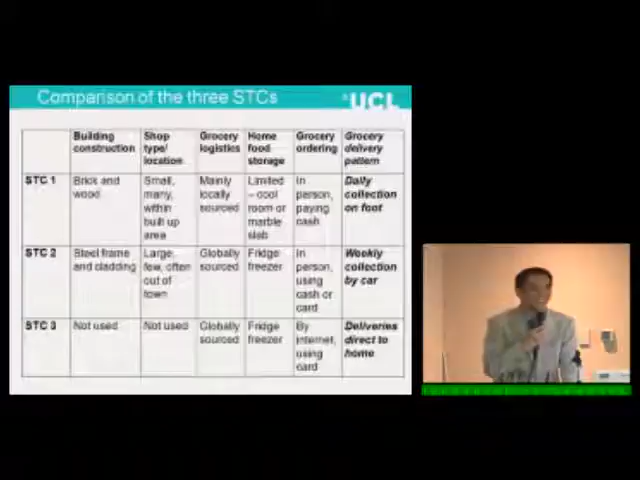 Comparison of the three STCs
UCL
Building construction | Shop type/ location | Grocery logistics | Home food storage | Grocery ordering | Grocery delivery pattern
STC 1 | Brick and wood | Small, many, within built up area | Mainly locally sourced | Limited – cool room or marble slab | In person, paying cash | Daily collection on foot
STC 2 | Steel frame and cladding | Large, few, often out of town | Globally sourced | Fridge freezer | In person, using cash or card | Weekly collection by car
STC 3 | Not used | Not used | Globally sourced | Fridge freezer | By internet, using card | Deliveries direct to home